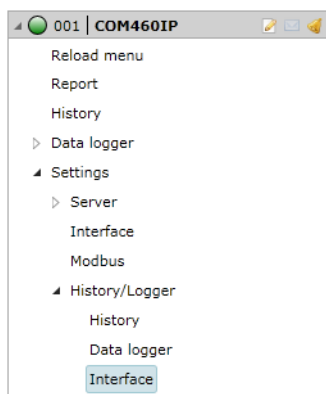 001 | COM460IP
Reload menu
Report
History
Data logger
Settings
Server
Interface
Modbus
History/Logger
History
Data logger
Interface